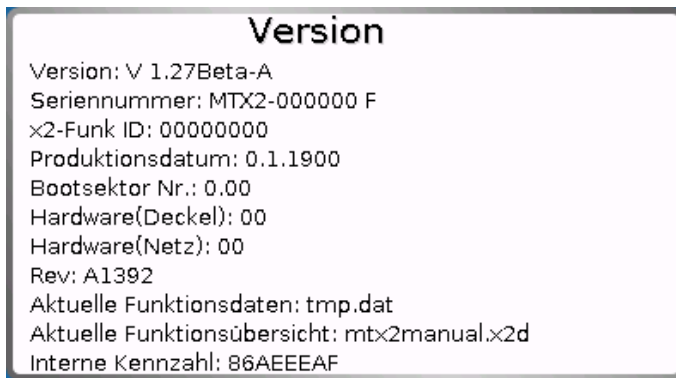 Version
Version: V 1.27Beta-A
Seriennummer: MTX2-000000 F
x2-Funk ID: 00000000
Produktionsdatum: 0.1.1900
Bootsektor Nr.: 0.00
Hardware(Deckel): 00
Hardware(Netz): 00
Rev: A1392
Aktuelle Funktionsdaten: tmp.dat
Aktuelle Funktionsübersicht: mtx2manual.x2d
Interne Kennzahl: 86AEEEAF